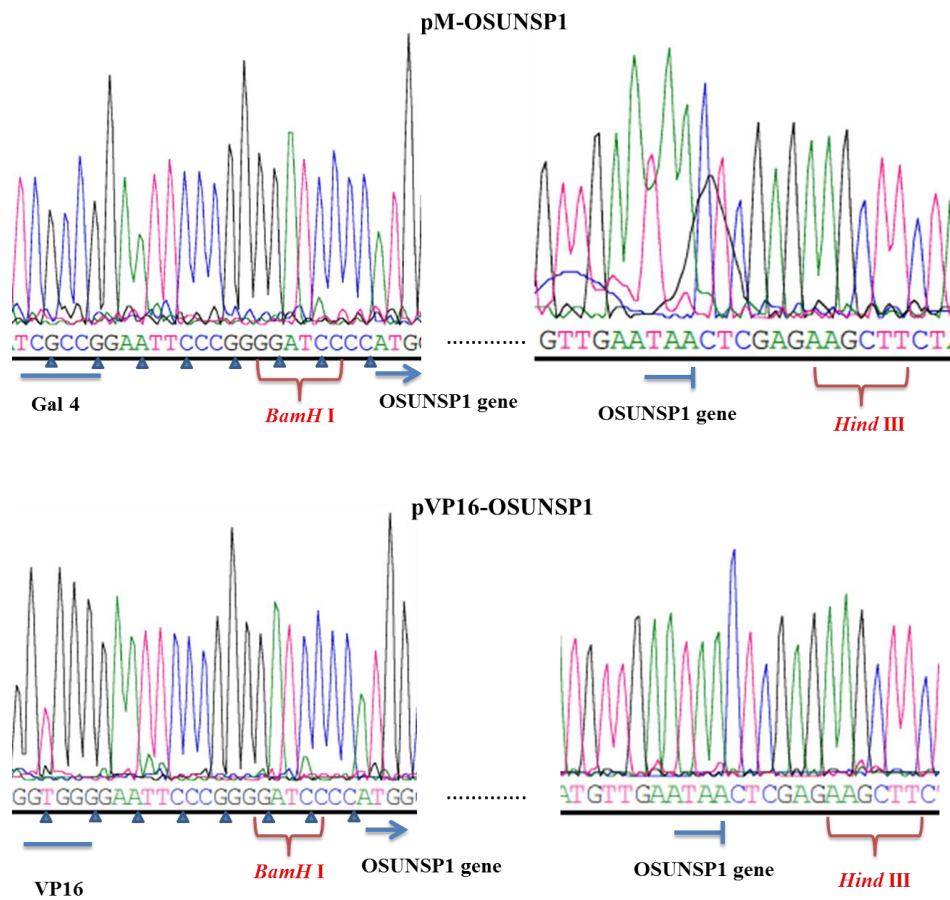 pM-OSUNSP1
TCGCCGGAATTCCCGGGGATCCCCATG ............. GTTGAATAACTCGAGAAGCTTCTA
Gal 4 BamH I OSUNSP1 gene OSUNSP1 gene Hind III
pVP16-OSUNSP1
GGTGGGGAATTCCCGGGGATCCCCATGG ............. ATGTTGAATAACTCGAGAAGCTTC
VP16 BamH I OSUNSP1 gene OSUNSP1 gene Hind III